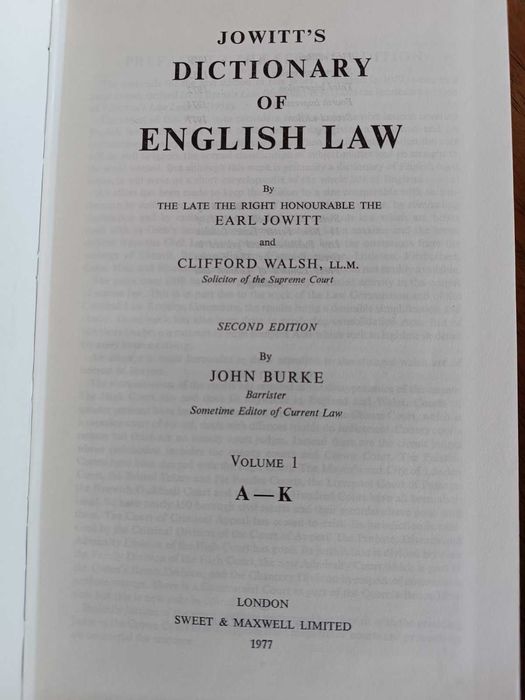 JOWITT'S
DICTIONARY
OF
ENGLISH LAW
By
THE LATE THE RIGHT HONOURABLE THE
EARL JOWITT
and
CLIFFORD WALSH, LL.M.
Solicitor of the Supreme Court
SECOND EDITION
By
JOHN BURKE
Barrister
Sometime Editor of Current Law
VOLUME 1
A—K
LONDON
SWEET & MAXWELL LIMITED
1977